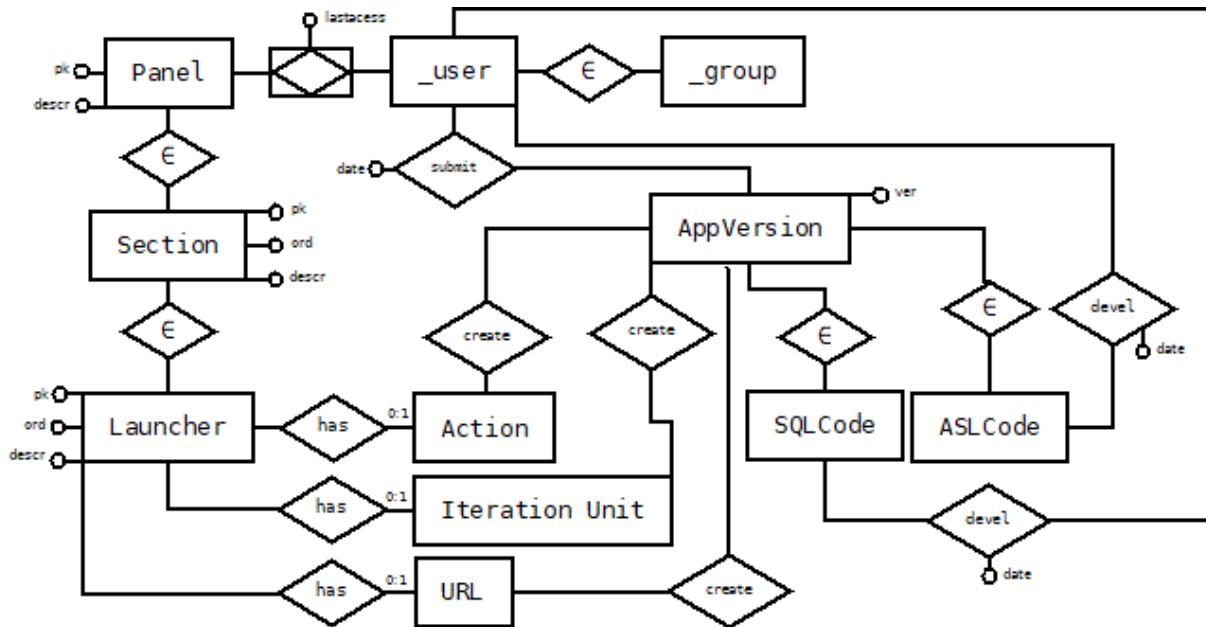 lastacess
pk
Panel
_user
∈
_group
descr
∈
date
submit
pk
ver
AppVersion
Section
ord
descr
∈
create
create
∈
∈
devel
date
pk
ord
descr
Launcher
has
0:1
Action
SQLCode
ASLCode
has
0:1
Iteration Unit
devel
date
has
0:1
URL
create